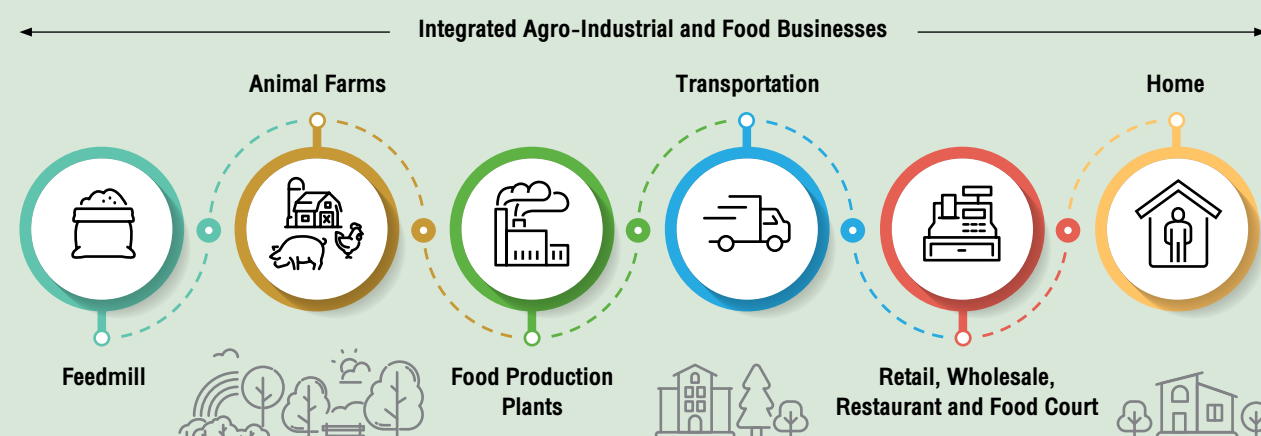 Integrated Agro-Industrial and Food Businesses
Animal Farms
Transportation
Home
Feedmill
Food Production
Plants
Retail, Wholesale,
Restaurant and Food Court